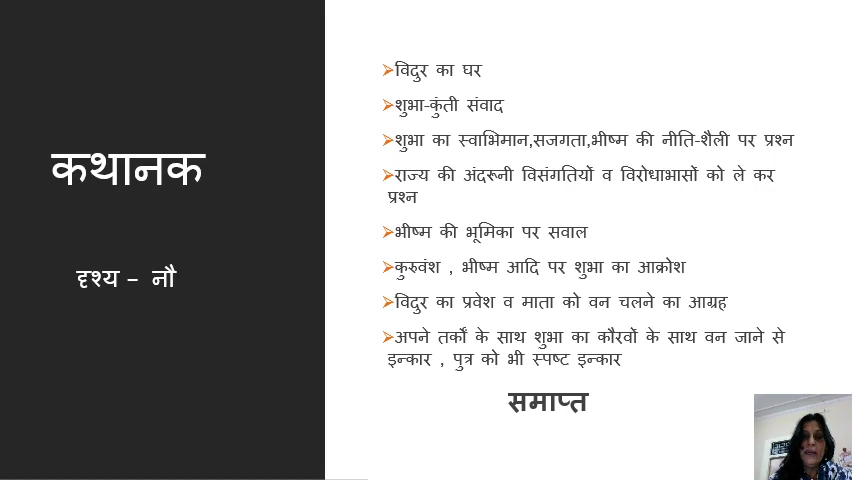 कथानक
दृश्य – नौ
➢विदुर का घर
➢शुभा-कुंती संवाद
➢शुभा का स्वाभिमान,सजगता,भीष्म की नीति-शैली पर प्रश्न
➢राज्य की अंदरूनी विसंगतियों व विरोधाभासों को ले कर
प्रश्न
➢भीष्म की भूमिका पर सवाल
➢कुरुवंश , भीष्म आदि पर शुभा का आक्रोश
➢विदुर का प्रवेश व माता को वन चलने का आग्रह
➢अपने तर्कों के साथ शुभा का कौरवों के साथ वन जाने से
इन्कार , पुत्र को भी स्पष्ट इन्कार
समाप्त